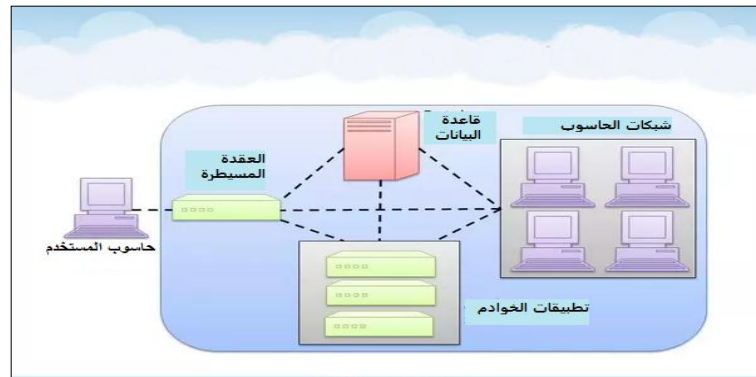 قاعدة
البيانات
شبكات الحاسوب
العقدة
المسيطرة
حاسوب المستخدم
تطبيقات الخوادم